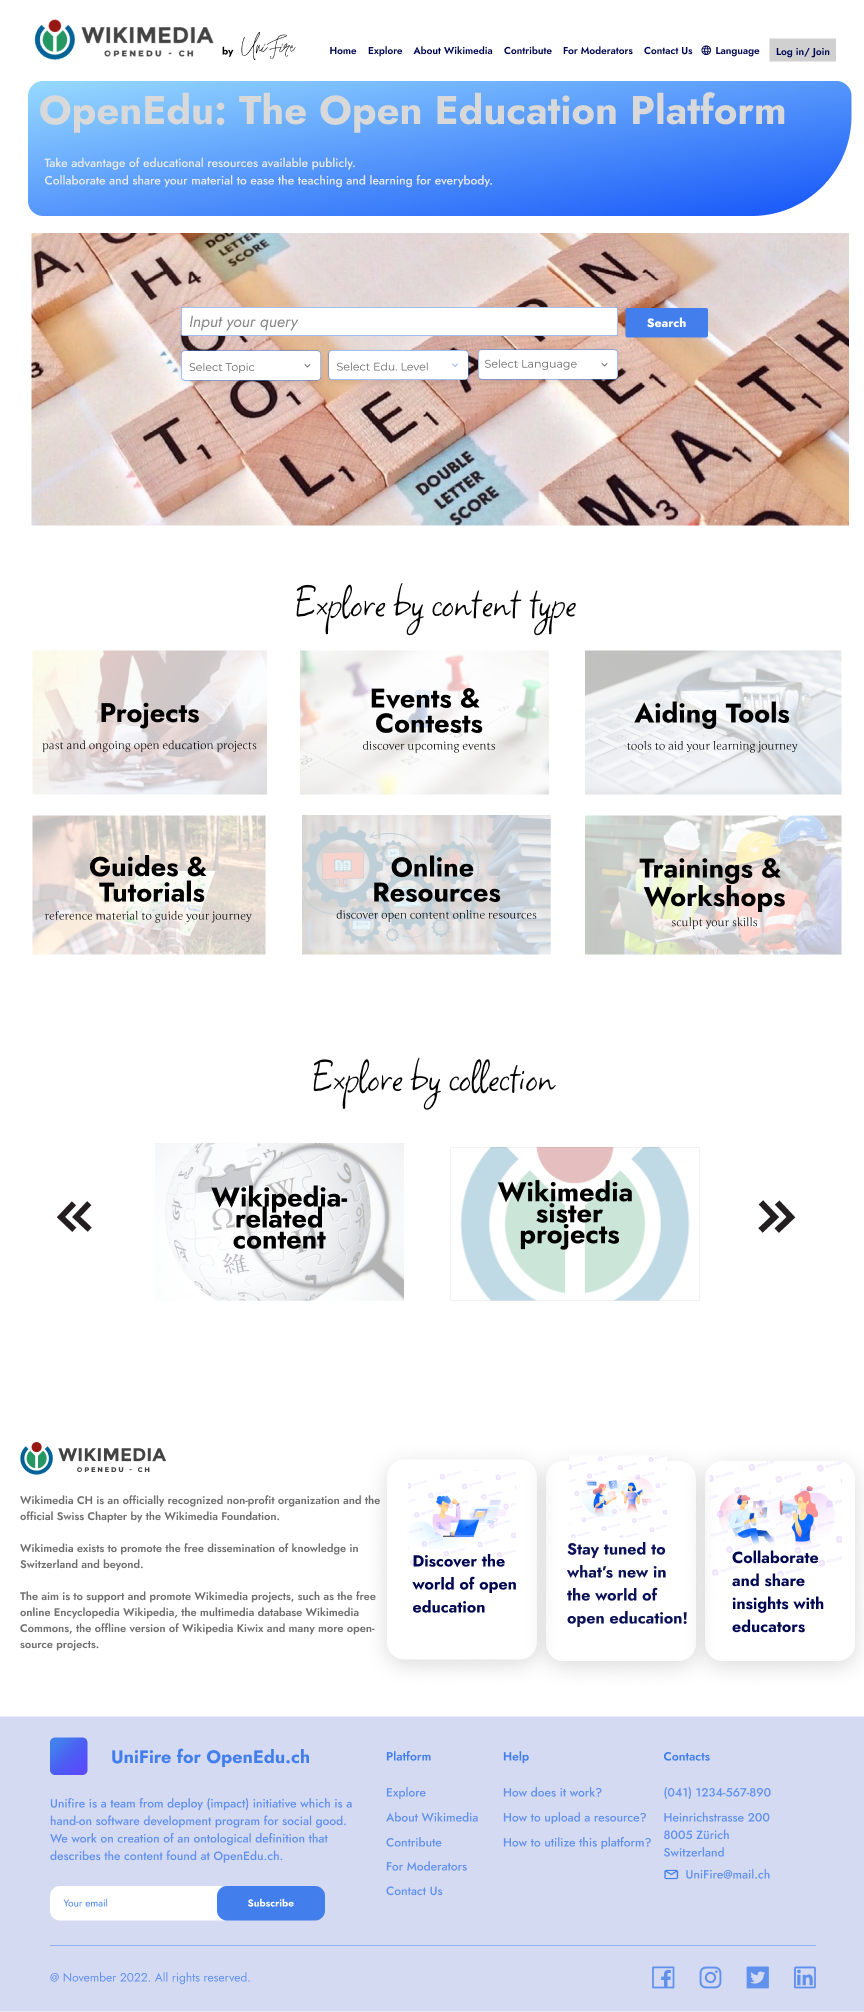 WIKIMEDIA
OPENEDU - CH
by UniFire
Home Explore About Wikimedia Contribute For Moderators Contact Us Language Log in/ Join
OpenEdu: The Open Education Platform
Take advantage of educational resources available publicly.
Collaborate and share your material to ease the teaching and learning for everybody.
DOUBLE
LETTER
SCORE
Input your query
Search
Select Topic Select Edu. Level Select Language
DOUBLE
LETTER
SCORE
Explore by content type
Projects
past and ongoing open education projects
Events &
Contests
discover upcoming events
Aiding Tools
tools to aid your learning journey
Guides &
Tutorials
reference material to guide your journey
Online
Resources
discover open content online resources
Trainings &
Workshops
sculpt your skills
Explore by collection
Wikipedia-
related
content
Wikimedia
sister
projects
WIKIMEDIA
OPENEDU - CH
Wikimedia CH is an officially recognized non-profit organization and the
official Swiss Chapter by the Wikimedia Foundation.
Wikimedia exists to promote the free dissemination of knowledge in
Switzerland and beyond.
The aim is to support and promote Wikimedia projects, such as the free
online Encyclopedia Wikipedia, the multimedia database Wikimedia
Commons, the offline version of Wikipedia Kiwix and many more open-
source projects.
Discover the
world of open
education
Stay tuned to
what's new in
the world of
open education!
Collaborate
and share
insights with
educators
UniFire for OpenEdu.ch
Unifire is a team from deploy (impact) initiative which is a
hand-on software development program for social good.
We work on creation of an ontological definition that
describes the content found at OpenEdu.ch.
Your email
Subscribe
Platform
Explore
About Wikimedia
Contribute
For Moderators
Contact Us
Help
How does it work?
How to upload a resource?
How to utilize this platform?
Contacts
(041) 1234-567-890
Heinrichstrasse 200
8005 Zürich
Switzerland
UniFire@mail.ch
@ November 2022. All rights reserved.